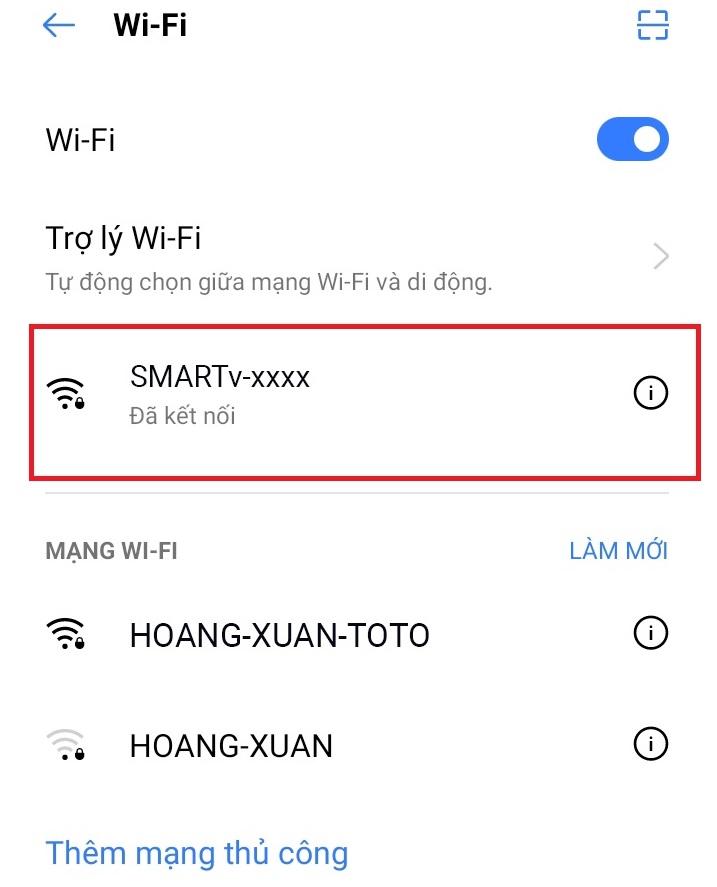 Wi-Fi
Wi-Fi
Trợ lý Wi-Fi
Tự động chọn giữa mạng Wi-Fi và di động.
SMARTv-xxxx
Đã kết nối
MẠNG WI-FI LÀM MỚI
HOANG-XUAN-TOTO
HOANG-XUAN
Thêm mạng thủ công